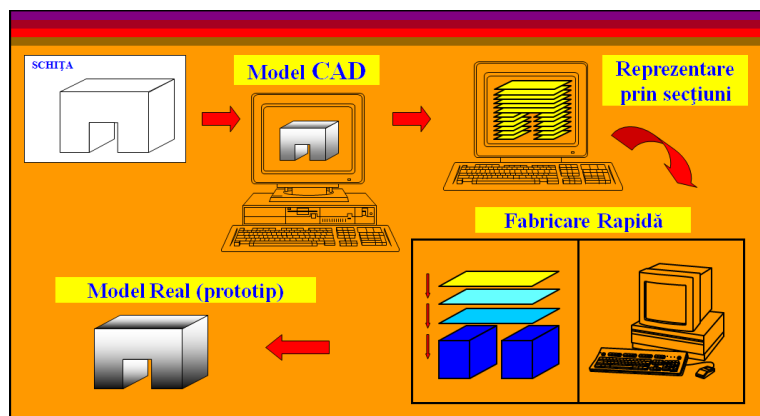 SCHIŢA
Model CAD
Reprezentare
prin secţiuni
Fabricare Rapidă
Model Real (prototip)